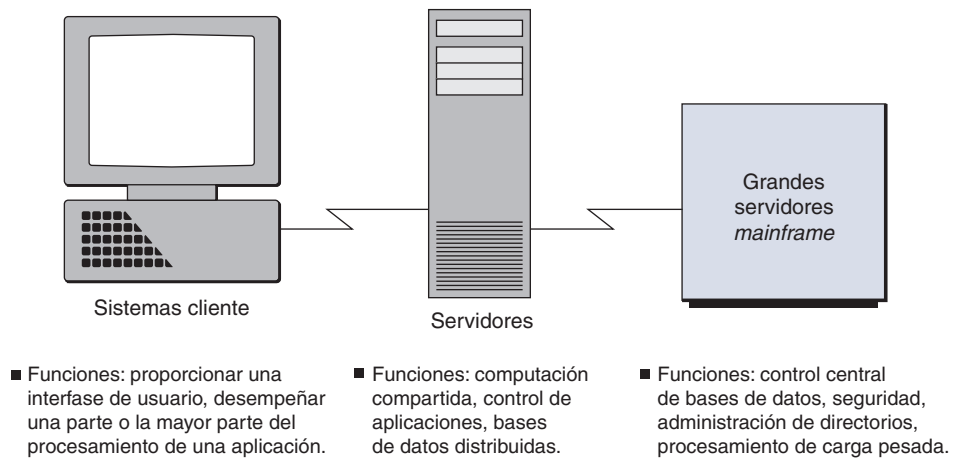 Grandes
servidores
mainframe
Sistemas cliente
Servidores
■ Funciones: proporcionar una
interfase de usuario, desempeñar
una parte o la mayor parte del
procesamiento de una aplicación.
■ Funciones: computación
compartida, control de
aplicaciones, bases
de datos distribuidas.
■ Funciones: control central
de bases de datos, seguridad,
administración de directorios,
procesamiento de carga pesada.